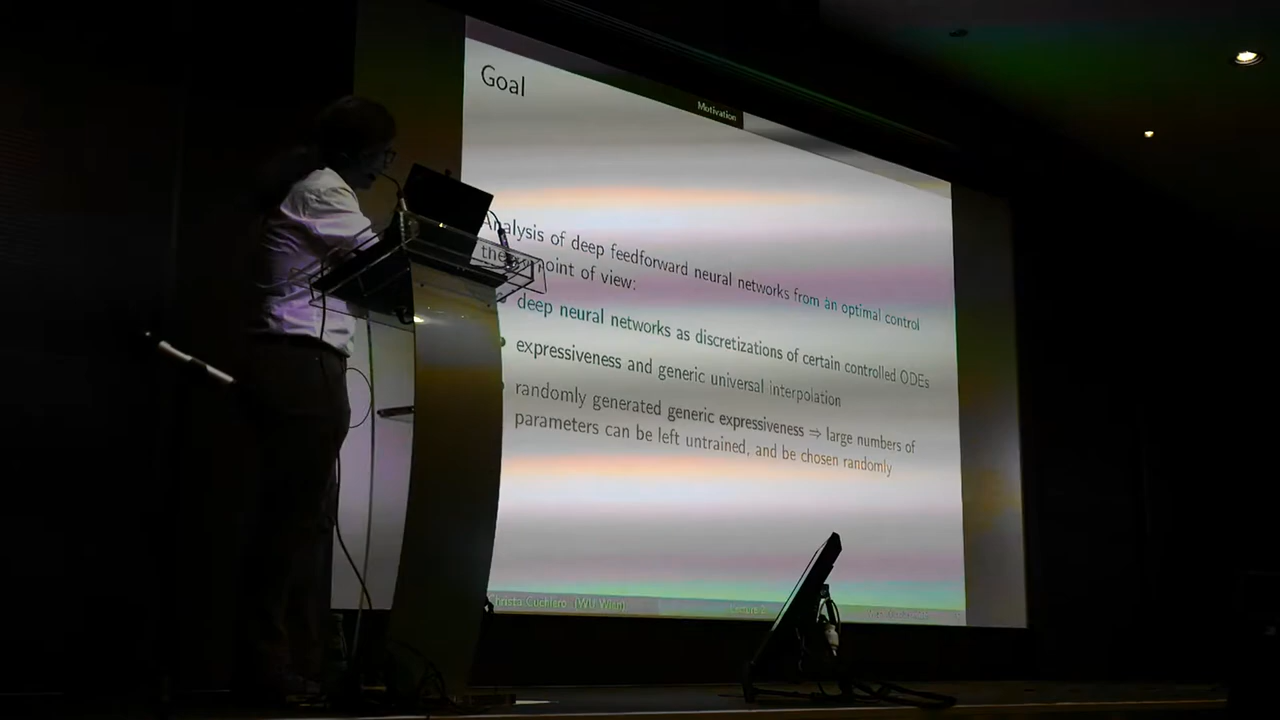 Motivation
Goal
Analysis of deep feedforward neural networks from an optimal control
point of view:
deep neural networks as discretizations of certain controlled ODEs
expressiveness and generic universal interpolation
randomly generated generic expressiveness ⇒ large numbers of
parameters can be left untrained, and be chosen randomly
Christa Cuchiero (WU Wien)
Lecture 2